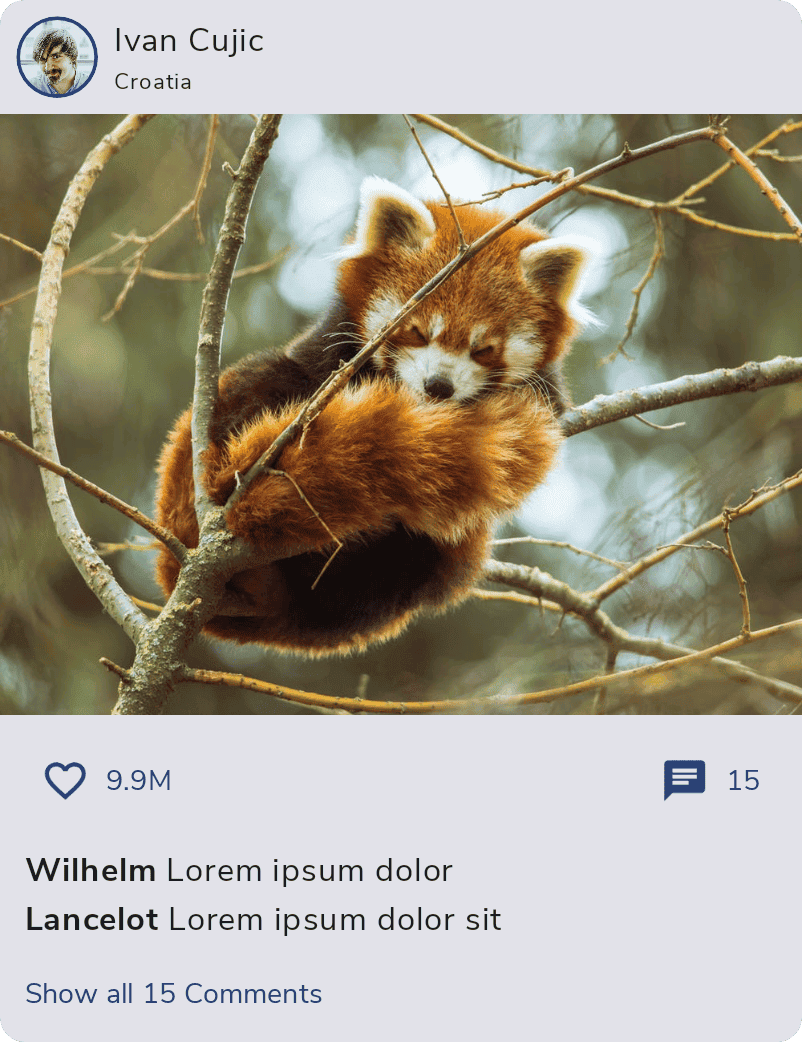 Ivan Cujic
Croatia
9.9M
15
Wilhelm Lorem ipsum dolor
Lancelot Lorem ipsum dolor sit
Show all 15 Comments